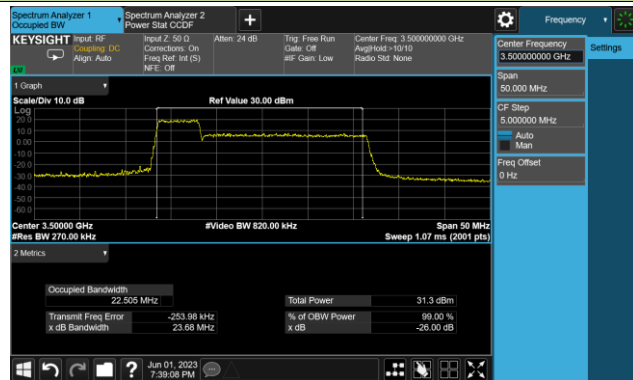 Spectrum Analyzer 1
Occupied BW
Spectrum Analyzer 2
Power Stat CCDF
+
Frequency
KEYSIGHT
Input: RF
Coupling: DC
Align: Auto
Input Z: 50 Ω
Corrections: On
Freq Ref: Int (S)
NFE: Off
Atten: 24 dB
Trig: Free Run
Gate: Off
#IF Gain: Low
Center Freq: 3.500000000 GHz
Avg|Hold:>10/10
Radio Std: None
Center Frequency
3.500000000 GHz
Settings
Span
50.000 MHz
CF Step
5.000000 MHz
Auto
Man
Freq Offset
0 Hz
1 Graph
Scale/Div 10.0 dB
Ref Value 30.00 dBm
Log
20.0
10.0
0.00
-10.0
-20.0
-30.0
-40.0
-50.0
-60.0
Center 3.50000 GHz
#Video BW 820.00 kHz
Span 50 MHz
#Res BW 270.00 kHz
Sweep 1.07 ms (2001 pts)
2 Metrics
Occupied Bandwidth
22.505 MHz
Total Power
31.3 dBm
Transmit Freq Error
-253.98 kHz
% of OBW Power
99.00 %
x dB Bandwidth
23.68 MHz
x dB
-26.00 dB
?
Jun 01, 2023
7:39:08 PM